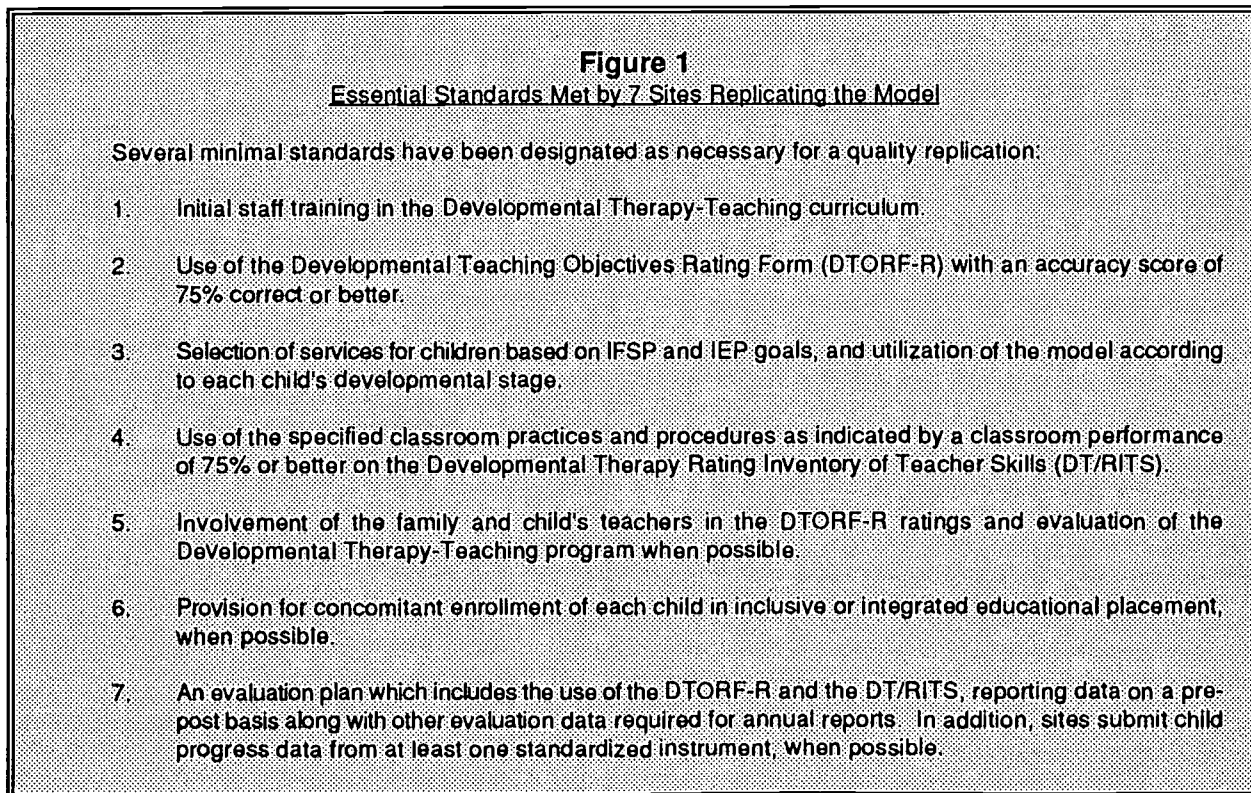 Figure 1
Essential Standards Met by 7 Sites Replicating the Model
Several minimal standards have been designated as necessary for a quality replication:
1. Initial staff training in the Developmental Therapy-Teaching curriculum.
2. Use of the Developmental Teaching Objectives Rating Form (DTORF-R) with an accuracy score of
75% correct or better.
3. Selection of services for children based on IFSP and IEP goals, and utilization of the model according
to each child's developmental stage.
4. Use of the specified classroom practices and procedures as indicated by a classroom performance
of 75% or better on the Developmental Therapy Rating Inventory of Teacher Skills (DT/RITS).
5. Involvement of the family and child's teachers in the DTORF-R ratings and evaluation of the
Developmental Therapy-Teaching program when possible.
6. Provision for concomitant enrollment of each child in inclusive or integrated educational placement,
when possible.
7. An evaluation plan which includes the use of the DTORF-R and the DT/RITS, reporting data on a pre-
post basis along with other evaluation data required for annual reports. In addition, sites submit child
progress data from at least one standardized instrument, when possible.